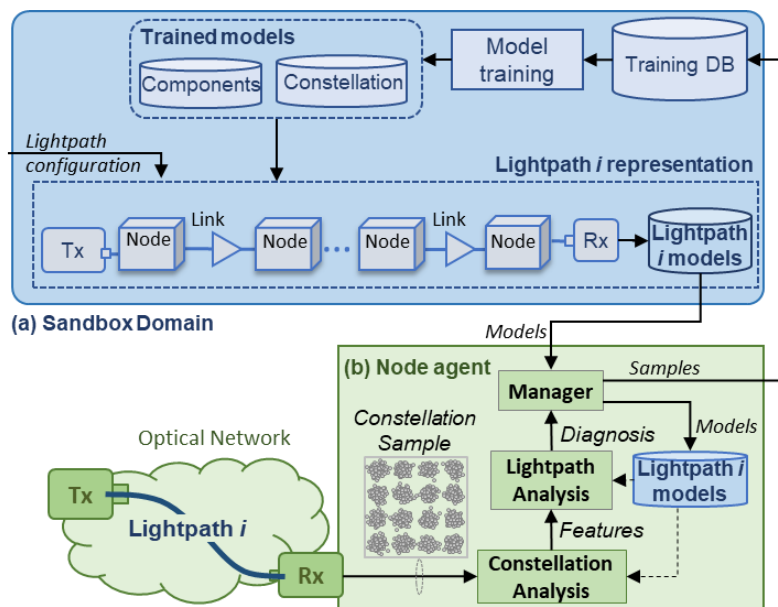 Trained models
Components
Constellation
Model
training
Training DB
Lightpath
configuration
Lightpath i representation
Tx
Node
Link
Node
Node
Link
Node
Rx
Lightpath
i models
(a) Sandbox Domain
Models
(b) Node agent
Manager
Samples
Models
Constellation
Sample
Diagnosis
Optical Network
Lightpath
Analysis
Lightpath i
models
Tx
Lightpath i
Features
Rx
Constellation
Analysis